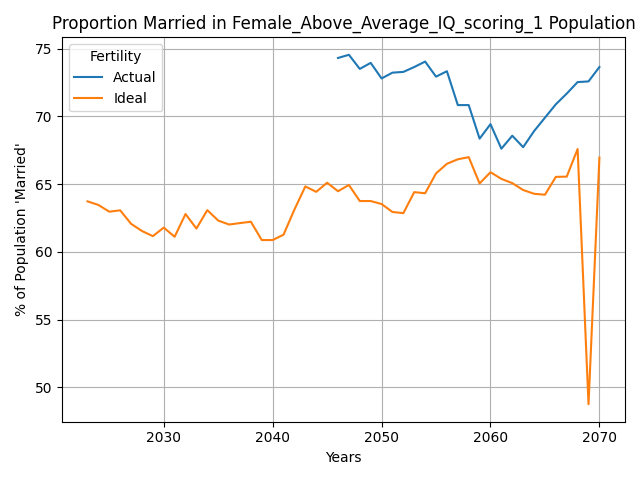 Proportion Married in Female_Above_Average_IQ_scoring_1 Population
Fertility
Actual
Ideal
% of Population 'Married'
75
70
65
60
55
50
2030
2040
2050
2060
2070
Years